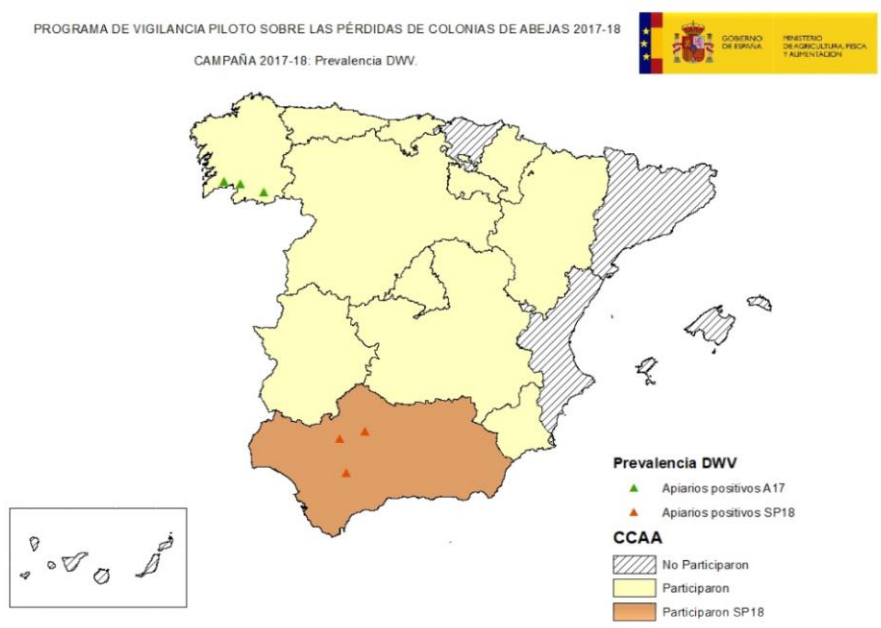 PROGRAMA DE VIGILANCIA PILOTO SOBRE LAS PÉRDIDAS DE COLONIAS DE ABEJAS 2017-18
CAMPAÑA 2017-18: Prevalencia DWV.
GOBIERNO
DE ESPAÑA
MINISTERIO
DE AGRICULTURA, PESCA
Y ALIMENTACIÓN
Prevalencia DWV
Apiarios positivos A17
Apiarios positivos SP18
CCAA
No Participaron
Participaron
Participaron SP18